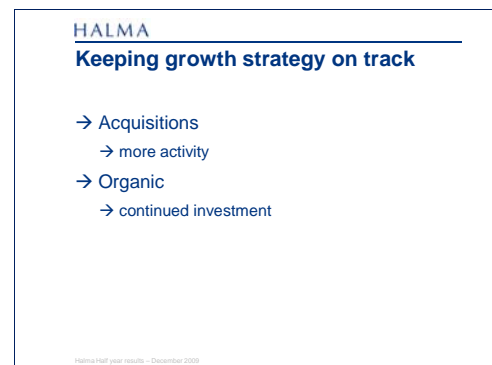 HALMA
Keeping growth strategy on track
→ Acquisitions
→ more activity
→ Organic
→ continued investment
Halma Half year results – December 2009